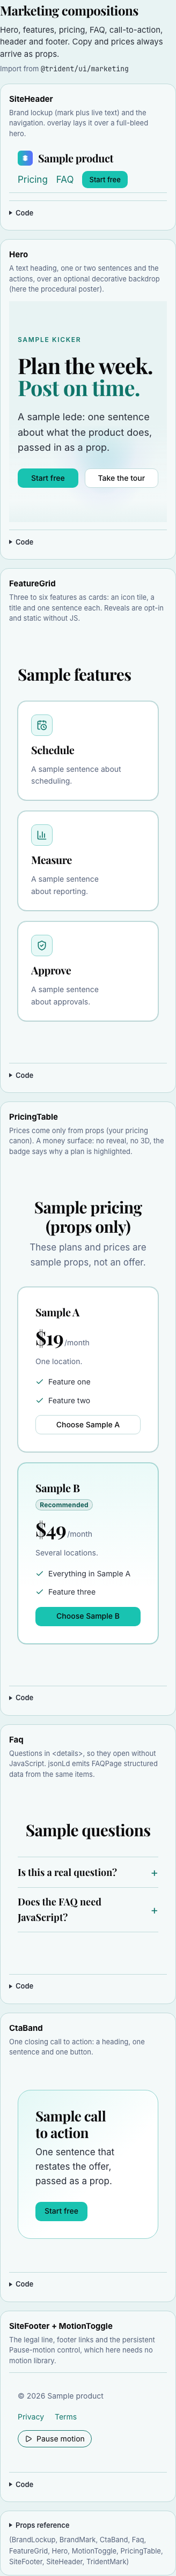 Marketing compositions
Hero, features, pricing, FAQ, call-to-action,
header and footer. Copy and prices always
arrive as props.
Import from @trident/ui/marketing
SiteHeader
Brand lockup (mark plus live text) and the
navigation. overlay lays it over a full-bleed
hero.
Sample product
Pricing FAQ Start free
Code
Hero
A text heading, one or two sentences and the
actions, over an optional decorative backdrop
(here the procedural poster).
SAMPLE KICKER
Plan the week.
Post on time.
A sample lede: one sentence
about what the product does,
passed in as a prop.
Start free Take the tour
Code
FeatureGrid
Three to six features as cards: an icon tile, a
title and one sentence each. Reveals are opt-in
and static without JS.
Sample features
Schedule
A sample sentence about
scheduling.
Measure
A sample sentence
about reporting.
Approve
A sample sentence
about approvals.
Code
PricingTable
Prices come only from props (your pricing
canon). A money surface: no reveal, no 3D, the
badge says why a plan is highlighted.
Sample pricing
(props only)
These plans and prices are
sample props, not an offer.
Sample A
$19/month
One location.
Feature one
Feature two
Choose Sample A
Sample B
Recommended
$49/month
Several locations.
Everything in Sample A
Feature three
Choose Sample B
Code
Faq
Questions in <details>, so they open without
JavaScript. jsonLd emits FAQPage structured
data from the same items.
Sample questions
Is this a real question? +
Does the FAQ need
JavaScript? +
Code
CtaBand
One closing call to action: a heading, one
sentence and one button.
Sample call
to action
One sentence that
restates the offer,
passed as a prop.
Start free
Code
SiteFooter + MotionToggle
The legal line, footer links and the persistent
Pause-motion control, which here needs no
motion library.
© 2026 Sample product
Privacy Terms
Pause motion
Code
Props reference
(BrandLockup, BrandMark, CtaBand, Faq,
FeatureGrid, Hero, MotionToggle, PricingTable,
SiteFooter, SiteHeader, TridentMark)